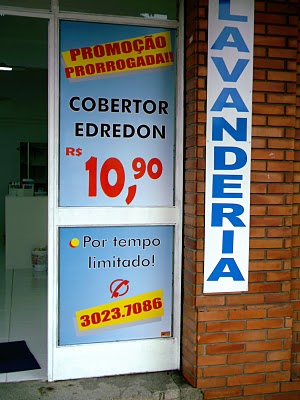 PROMOÇÃO
PRORROGADA!!
COBERTOR
EDREDON
R$ 10,90
Por tempo
limitado!
3023.7086
LAVANDERIA